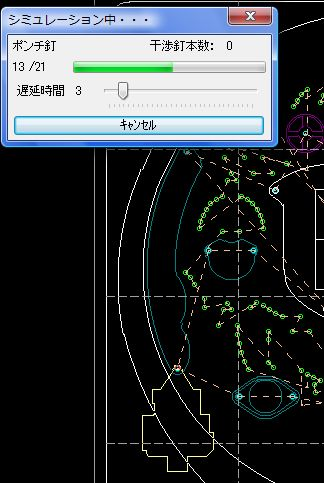 シミュレーション中・・・
ポンチ釘 干渉釘本数: 0
13 /21
遅延時間 3
ｷｬﾝｾﾙ